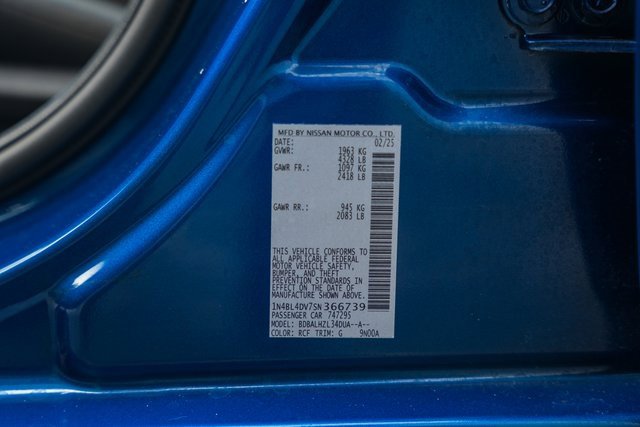 MFD BY NISSAN MOTOR CO., LTD.
DATE: 02/25
GVWR: 1963 KG
4328 LB
GAWR FR.: 1097 KG
2418 LB
GAWR RR.: 945 KG
2083 LB
THIS VEHICLE CONFORMS TO
ALL APPLICABLE FEDERAL
MOTOR VEHICLE SAFETY,
BUMPER, AND THEFT
PREVENTION STANDARDS
IN EFFECT ON THE DATE OF
MANUFACTURE SHOWN ABOVE.
1N4BL4DV7SN366739
PASSENGER CAR 747295
MODEL: BDBALHZL34DUA--A--
COLOR: RCF TRIM: G 9N00A